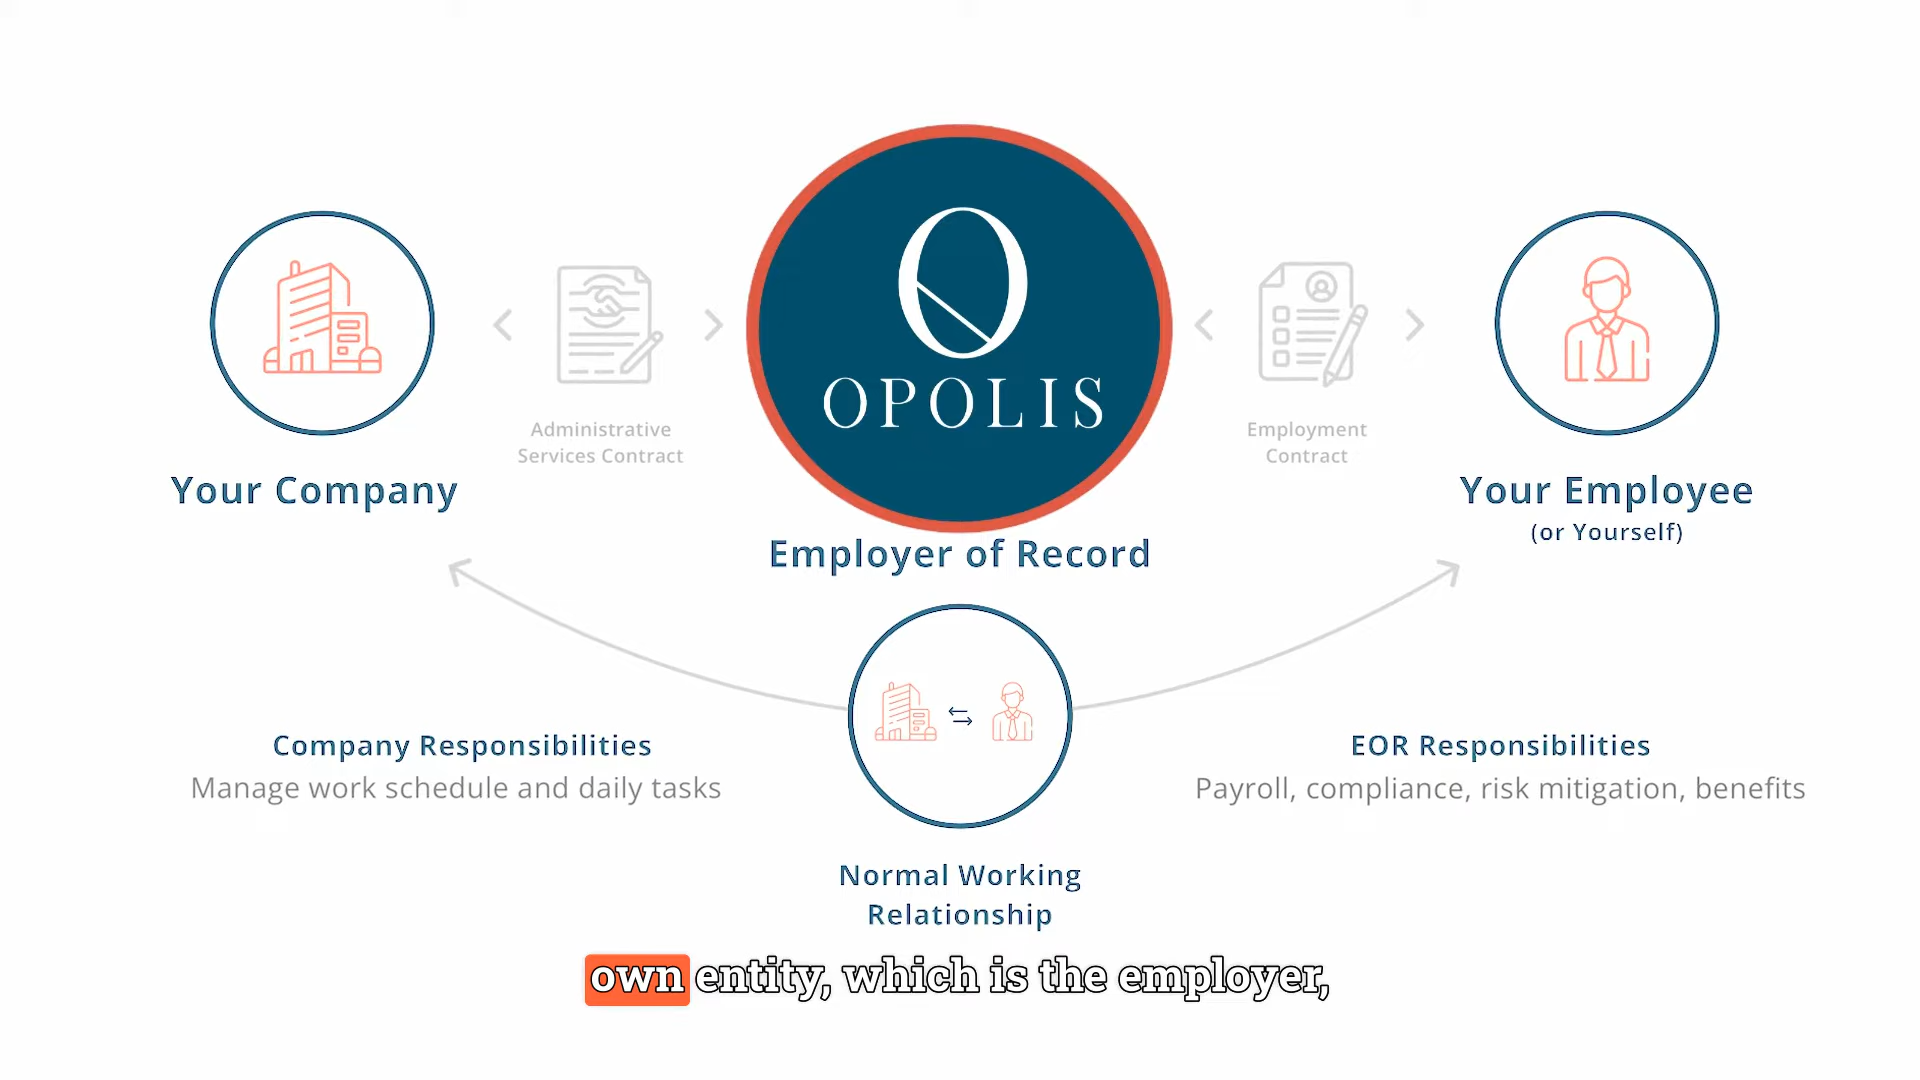 OPOLIS
Administrative
Services Contract
Employment
Contract
Your Company
Your Employee
(or Yourself)
Employer of Record
Company Responsibilities
Manage work schedule and daily tasks
EOR Responsibilities
Payroll, compliance, risk mitigation, benefits
Normal Working
Relationship
own entity, which is the employer,